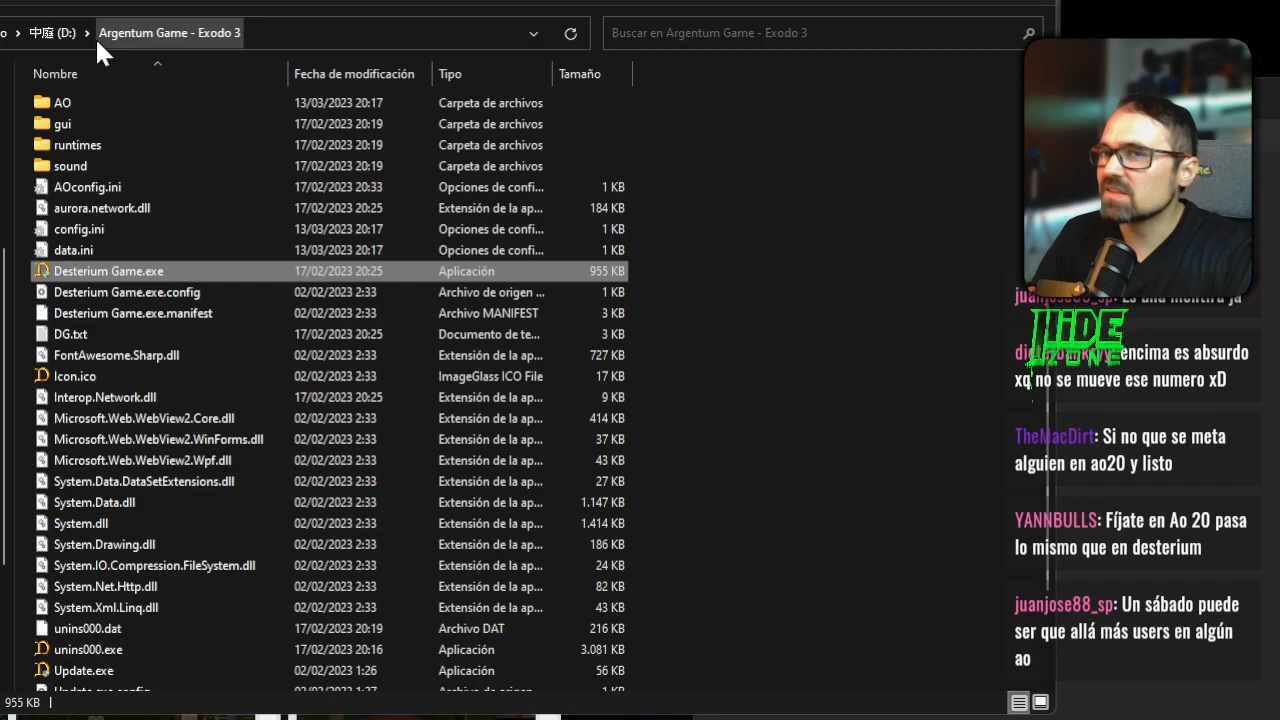 o › 中庭 (D:) › Argentum Game - Exodo 3
Buscar en Argentum Game - Exodo 3
Nombre Fecha de modificación Tipo Tamaño
AO 13/03/2023 20:17 Carpeta de archivos
gui 17/02/2023 20:19 Carpeta de archivos
runtimes 17/02/2023 20:19 Carpeta de archivos
sound 17/02/2023 20:19 Carpeta de archivos
AOconfig.ini 17/02/2023 20:33 Opciones de confi... 1 KB
aurora.network.dll 17/02/2023 20:25 Extensión de la ap... 184 KB
config.ini 13/03/2023 20:17 Opciones de confi... 1 KB
data.ini 13/03/2023 20:17 Opciones de confi... 1 KB
Desterium Game.exe 17/02/2023 20:25 Aplicación 955 KB
Desterium Game.exe.config 02/02/2023 2:33 Archivo de origen ... 1 KB
Desterium Game.exe.manifest 02/02/2023 2:33 Archivo MANIFEST 3 KB
DG.txt 17/02/2023 20:25 Documento de te... 3 KB
FontAwesome.Sharp.dll 02/02/2023 2:33 Extensión de la ap... 727 KB
Icon.ico 02/02/2023 2:33 ImageGlass ICO File 17 KB
Interop.Network.dll 17/02/2023 20:25 Extensión de la ap... 9 KB
Microsoft.Web.WebView2.Core.dll 02/02/2023 2:33 Extensión de la ap... 414 KB
Microsoft.Web.WebView2.WinForms.dll 02/02/2023 2:33 Extensión de la ap... 37 KB
Microsoft.Web.WebView2.Wpf.dll 02/02/2023 2:33 Extensión de la ap... 43 KB
System.Data.DataSetExtensions.dll 02/02/2023 2:33 Extensión de la ap... 27 KB
System.Data.dll 02/02/2023 2:33 Extensión de la ap... 1.147 KB
System.dll 02/02/2023 2:33 Extensión de la ap... 1.414 KB
System.Drawing.dll 02/02/2023 2:33 Extensión de la ap... 186 KB
System.IO.Compression.FileSystem.dll 02/02/2023 2:33 Extensión de la ap... 24 KB
System.Net.Http.dll 02/02/2023 2:33 Extensión de la ap... 82 KB
System.Xml.Linq.dll 02/02/2023 2:33 Extensión de la ap... 43 KB
unins000.dat 17/02/2023 20:19 Archivo DAT 216 KB
unins000.exe 17/02/2023 20:16 Aplicación 3.081 KB
Update.exe 02/02/2023 1:26 Aplicación 56 KB
Update.exe.config 02/02/2023 1:27 Archivo de origen ... 1 KB
955 KB
juanjose88_sp: Es una mentira ja
HIDE
ZONE
encima es absurdo
xq no se mueve ese numero xD
TheMacDirt: Si no que se meta
alguien en ao20 y listo
YANNBULLS: Fíjate en Ao 20 pasa
lo mismo que en desterium
juanjose88_sp: Un sábado puede
ser que allá más users en algún
ao